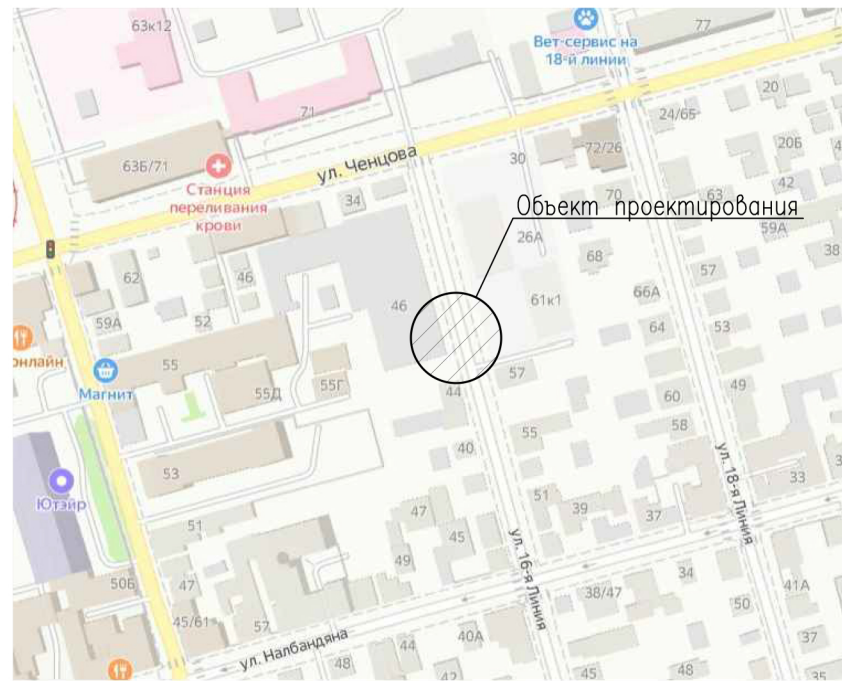 63к12
77
Вет-сервис на
18-й линии
71
20
24/65
63Б/71
ул. Ченцова
72/26
20Б
30
Станция
переливания
крови
34
70
63
42
Объект проектирования
59А
26А
38
68
62
46
57
61к1
66А
46
59А
52
64
53
онлайн
55
57
49
Магнит
55Д
55Г
44
60
55
58
40
53
ул. 18-я Линия
33
Ютэйр
51
47
39
37
51
45
ул. 16-я Линия
49
34
50Б
47
38/47
41А
45/61
57
50
ул. Налбандяна
40А
37
44
48
42
45
48
35